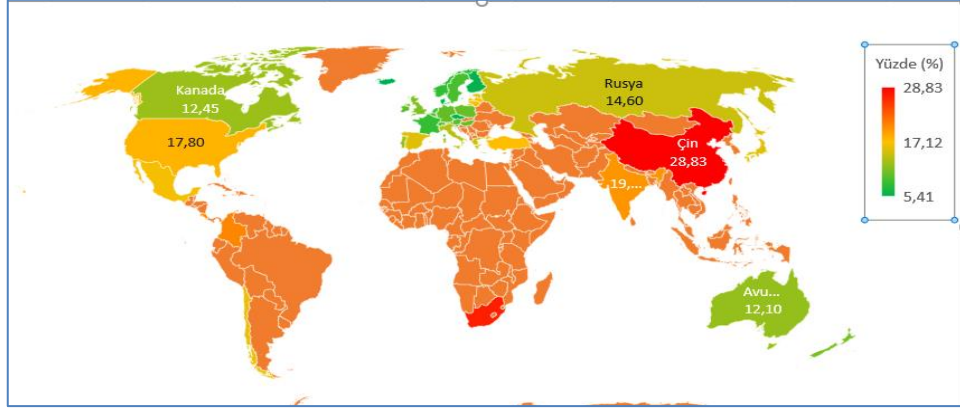 Kanada
12,45
17,80
Rusya
14,60
Çin
28,83
19,...
Avu...
12,10
Yüzde (%)
28,83
17,12
5,41